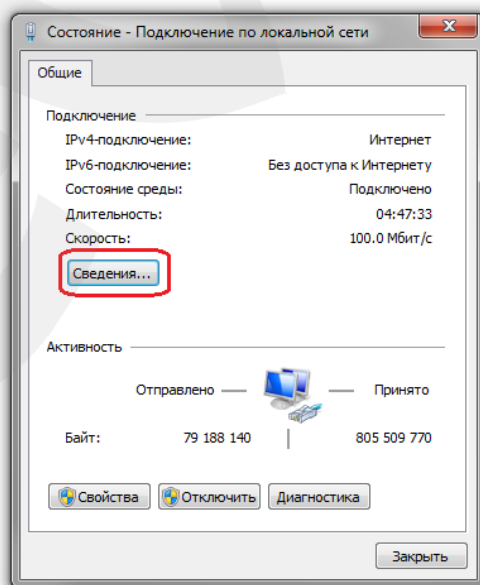 Состояние - Подключение по локальной сети
Общие
Подключение
IPv4-подключение: Интернет
IPv6-подключение: Без доступа к Интернету
Состояние среды: Подключено
Длительность: 04:47:33
Скорость: 100.0 Мбит/с
Сведения...
Активность
Отправлено — — Принято
Байт: 79 188 140 | 805 509 770
Свойства Отключить Диагностика
Закрыть